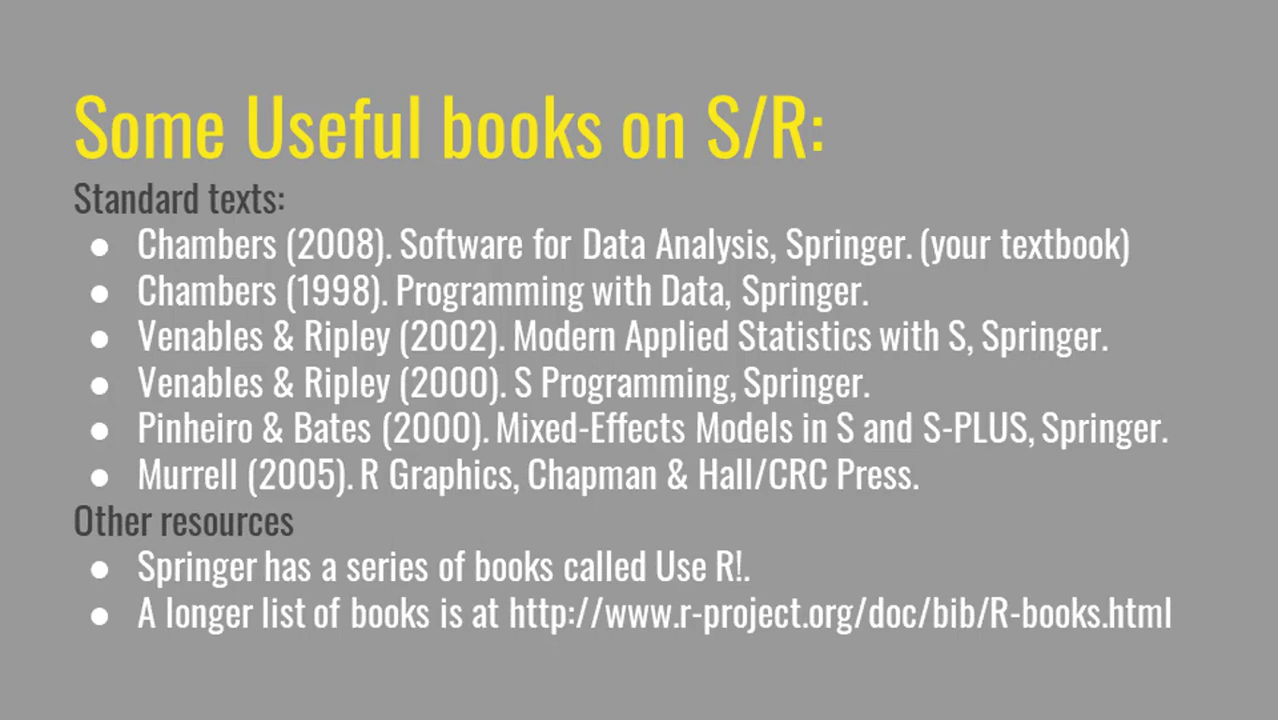 Some Useful books on S/R:
Standard texts:
● Chambers (2008). Software for Data Analysis, Springer. (your textbook)
● Chambers (1998). Programming with Data, Springer.
● Venables & Ripley (2002). Modern Applied Statistics with S, Springer.
● Venables & Ripley (2000). S Programming, Springer.
● Pinheiro & Bates (2000). Mixed-Effects Models in S and S-PLUS, Springer.
● Murrell (2005). R Graphics, Chapman & Hall/CRC Press.
Other resources
● Springer has a series of books called Use R!.
● A longer list of books is at http://www.r-project.org/doc/bib/R-books.html